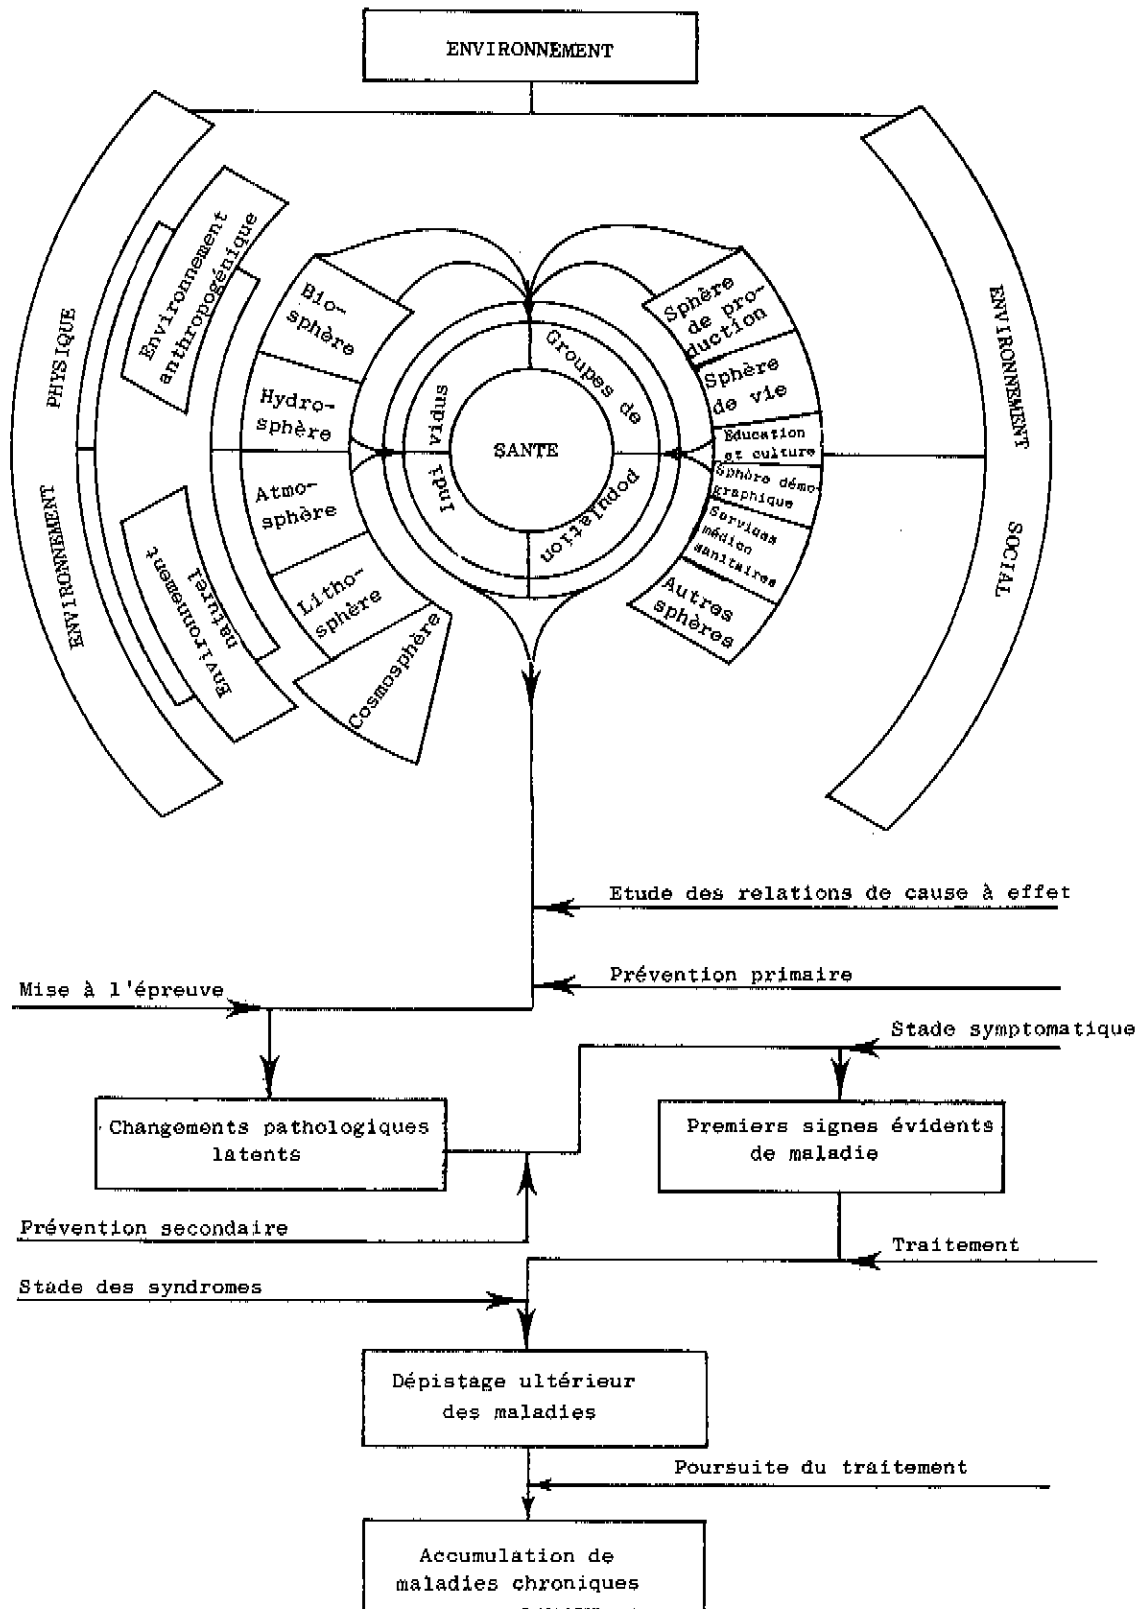 ENVIRONNEMENT
PHYSIQUE
ENVIRONNEMENT
Environnement
anthropogénique
Environnement
naturel
Bio-
sphère
Hydro-
sphère
Atmo-
sphère
Litho-
sphère
Cosmosphère
Indi
vidus
SANTE
Groupes de
population
Sphère
de pro-
duction
Sphère
de vie
Education
et culture
Sphère démo-
graphique
Services
médico
sanitaires
Autres
sphères
ENVIRONNEMENT
SOCIAL
Etude des relations de cause à effet
Prévention primaire
Mise à l'épreuve
Stade symptomatique
Changements pathologiques
latents
Premiers signes évidents
de maladie
Prévention secondaire
Traitement
Stade des syndromes
Dépistage ultérieur
des maladies
Poursuite du traitement
Accumulation de
maladies chroniques